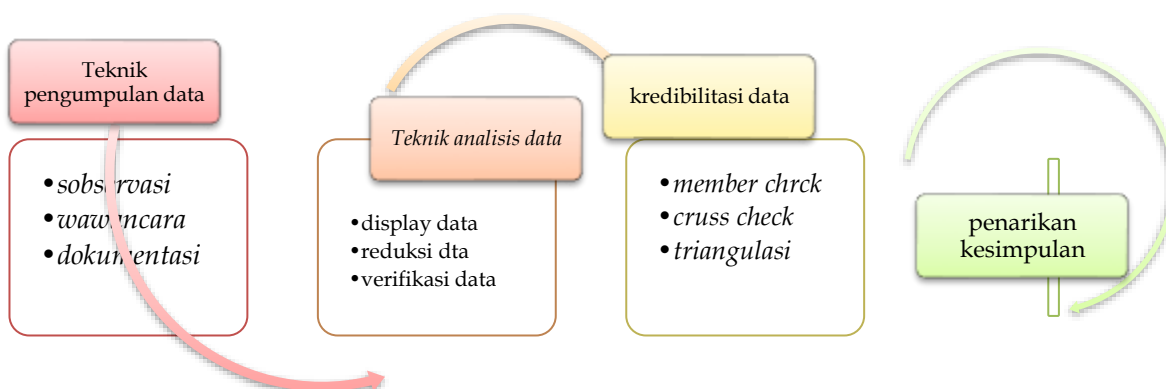 Teknik
pengumpulan data
•sobservasi
•wawancara
•dokumentasi
Teknik analisis data
•display data
•reduksi dta
•verifikasi data
kredibilitasi data
•member chrck
•cruss check
•triangulasi
penarikan
kesimpulan